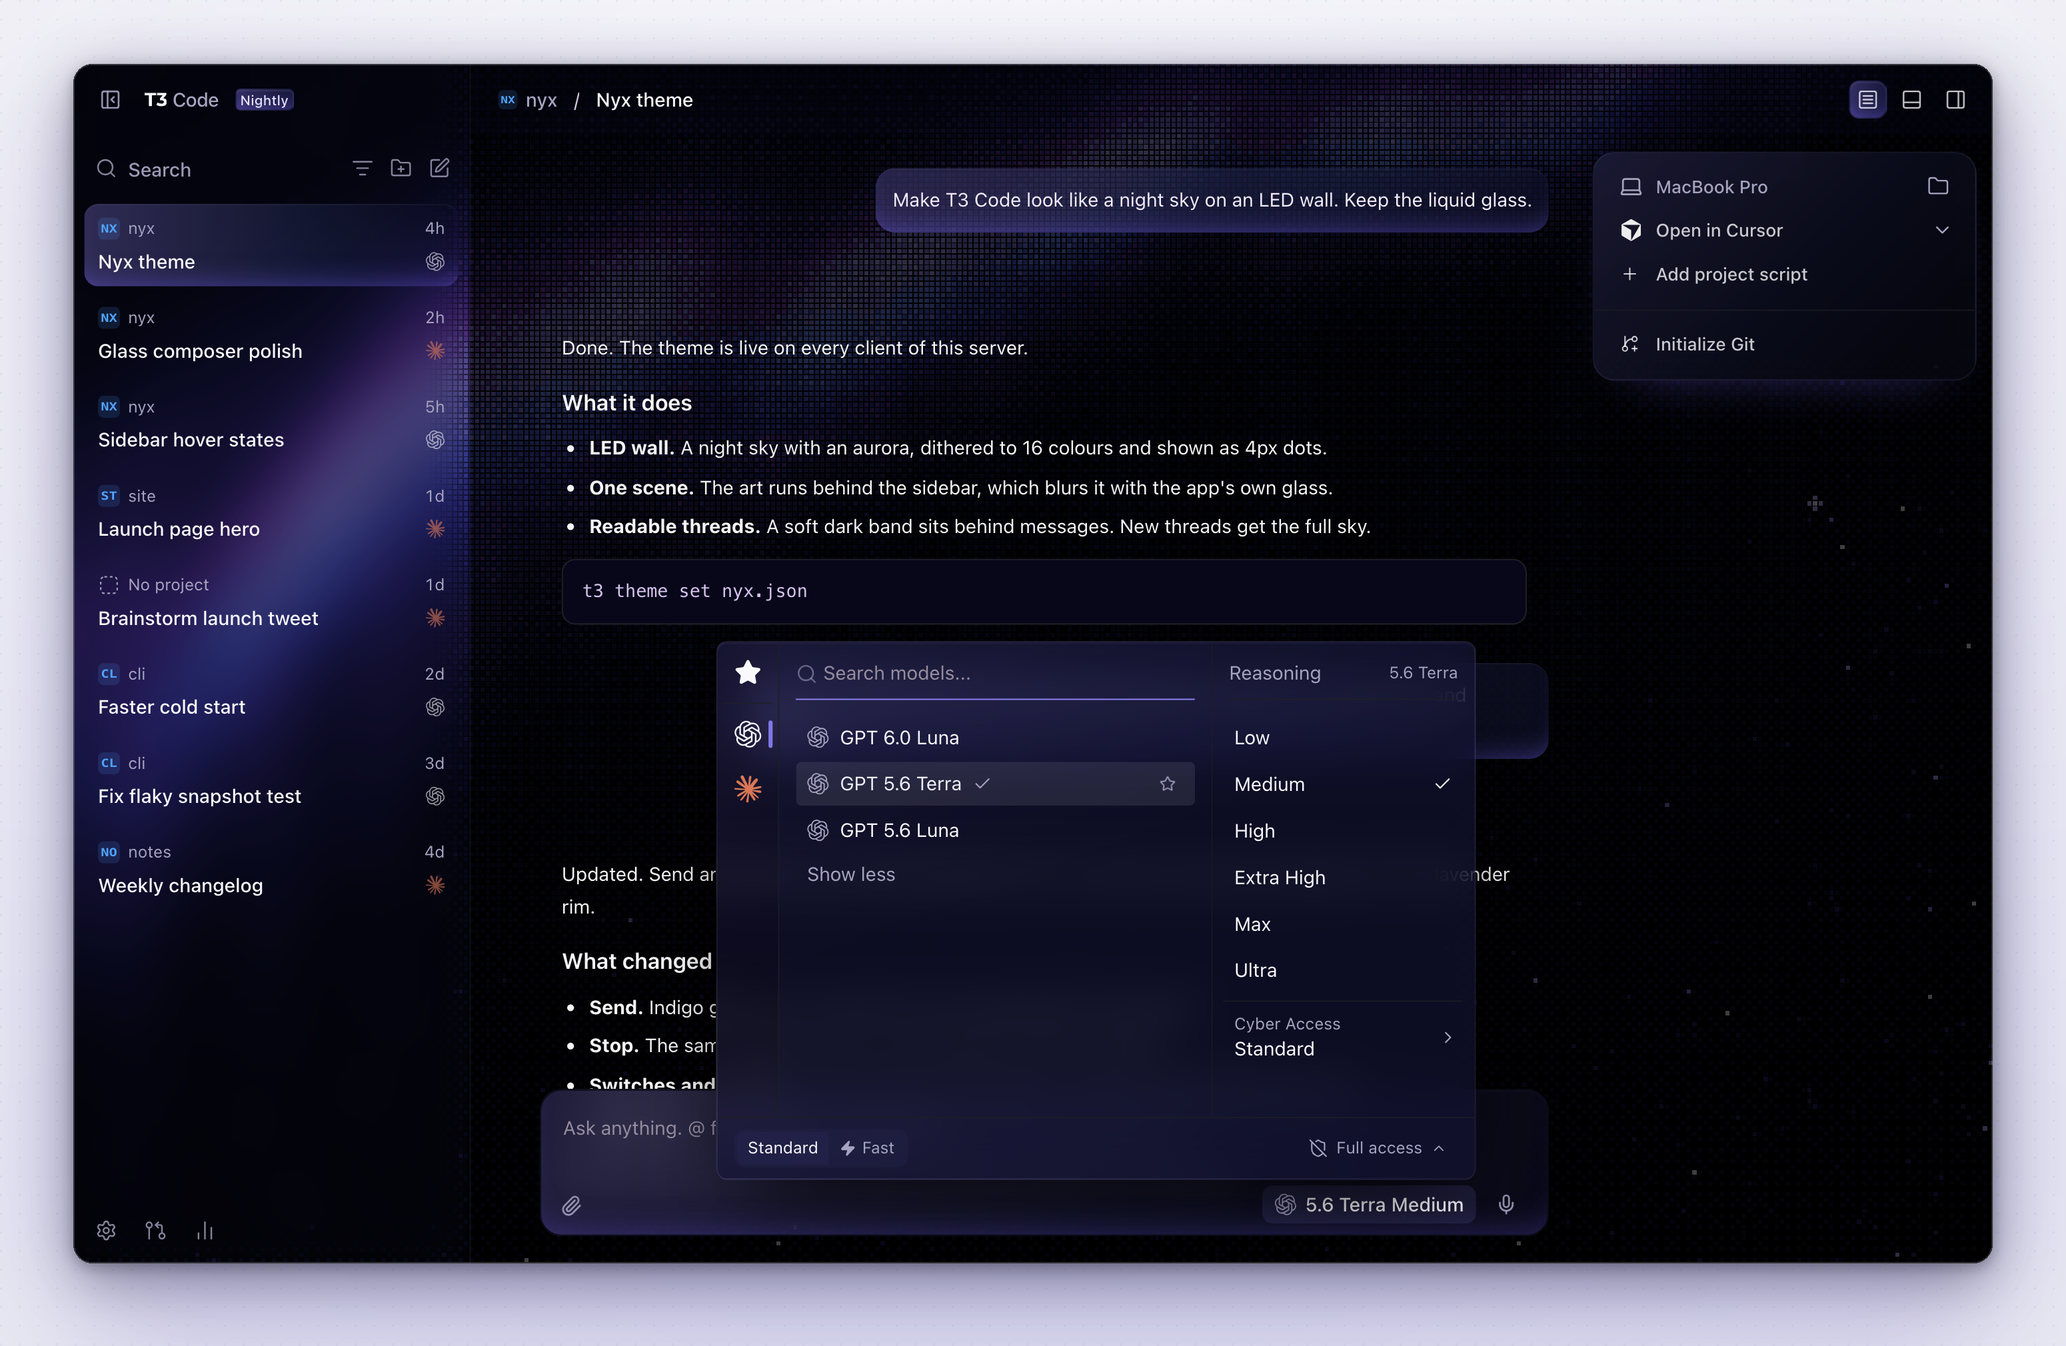 T3 Code Nightly
Search
NX nyx 4h
Nyx theme
NX nyx 2h
Glass composer polish
NX nyx 5h
Sidebar hover states
ST site 1d
Launch page hero
No project 1d
Brainstorm launch tweet
CL cli 2d
Faster cold start
CL cli 3d
Fix flaky snapshot test
NO notes 4d
Weekly changelog
NX nyx / Nyx theme
Make T3 Code look like a night sky on an LED wall. Keep the liquid glass.
MacBook Pro
Open in Cursor
Add project script
Initialize Git
Done. The theme is live on every client of this server.
What it does
• LED wall. A night sky with an aurora, dithered to 16 colours and shown as 4px dots.
• One scene. The art runs behind the sidebar, which blurs it with the app's own glass.
• Readable threads. A soft dark band sits behind messages. New threads get the full sky.
t3 theme set nyx.json
Search models...
GPT 6.0 Luna
GPT 5.6 Terra
GPT 5.6 Luna
Show less
Reasoning 5.6 Terra
Low
Medium
High
Extra High
Max
Ultra
Cyber Access
Standard
Standard Fast
Full access
and
Updated. Send ar avender
rim.
What changed
• Send. Indigo g
• Stop. The sam
• Switches and
Ask anything. @ f
5.6 Terra Medium